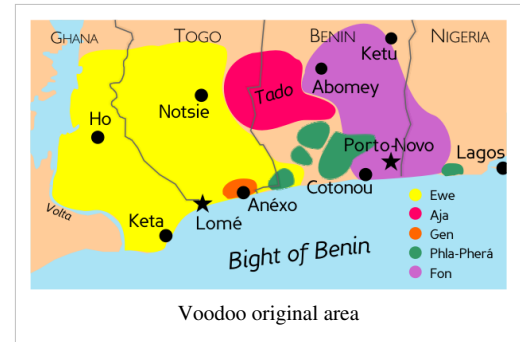 GHANA TOGO BENIN NIGERIA
Ketu
Abomey
Tado
Notsie
Ho
Porto-Novo
Lagos
Cotonou
Anéxo
Volta
Lomé
Keta
Bight of Benin
Ewe
Aja
Gen
Phla-Pherá
Fon
Voodoo original area